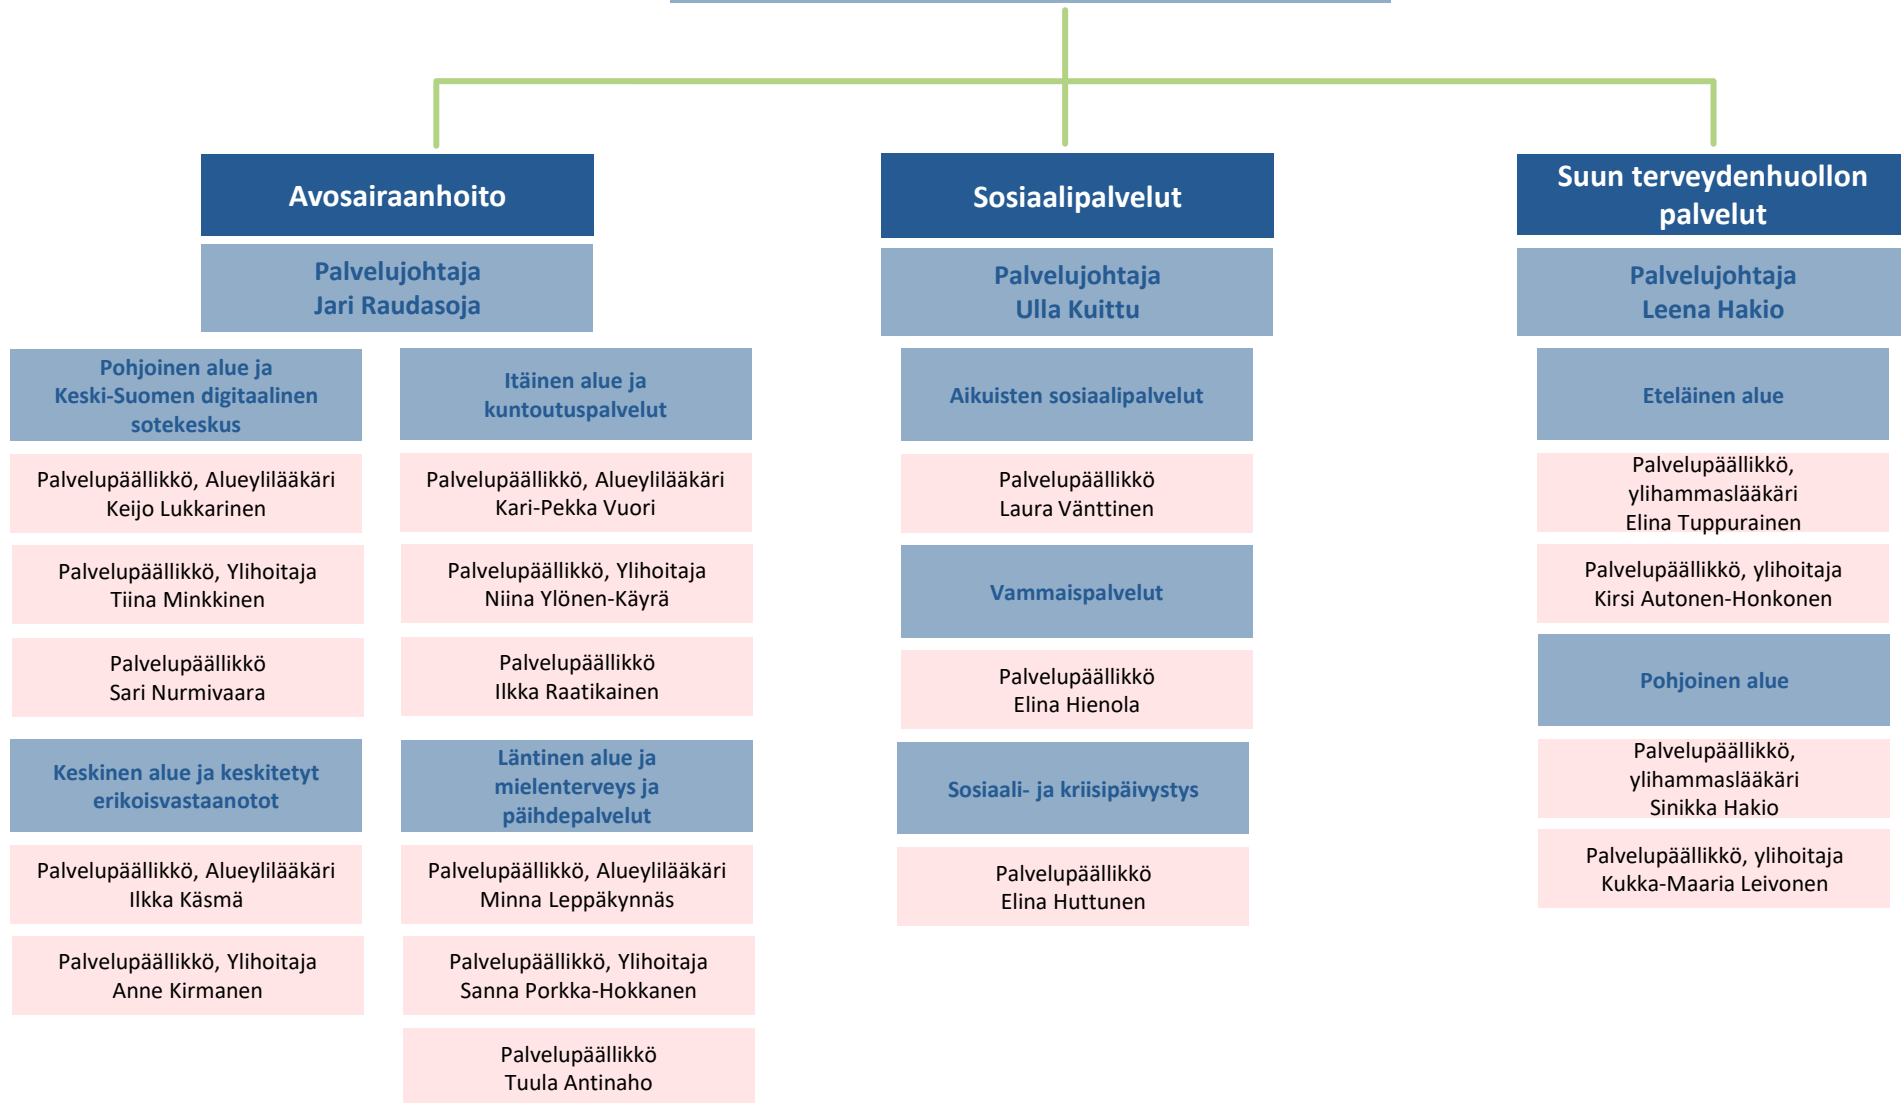 Avosairaanhoito
Palvelujohtaja
Jari Raudasoja
Pohjoinen alue ja
Keski-Suomen digitaalinen
sotekeskus
Palvelupäällikkö, Alueylilääkäri
Keijo Lukkarinen
Palvelupäällikkö, Ylihoitaja
Tiina Minkkinen
Palvelupäällikkö
Sari Nurmivaara
Keskinen alue ja keskitetyt
erikoisvastaanotot
Palvelupäällikkö, Alueylilääkäri
Ilkka Käsmä
Palvelupäällikkö, Ylihoitaja
Anne Kirmanen
Itäinen alue ja
kuntoutuspalvelut
Palvelupäällikkö, Alueylilääkäri
Kari-Pekka Vuori
Palvelupäällikkö, Ylihoitaja
Niina Ylönen-Käyrä
Palvelupäällikkö
Ilkka Raatikainen
Läntinen alue ja
mielenterveys ja
päihdepalvelut
Palvelupäällikkö, Alueylilääkäri
Minna Leppäkynnäs
Palvelupäällikkö, Ylihoitaja
Sanna Porkka-Hokkanen
Palvelupäällikkö
Tuula Antinaho
Sosiaalipalvelut
Palvelujohtaja
Ulla Kuittu
Aikuisten sosiaalipalvelut
Palvelupäällikkö
Laura Vänttinen
Vammaispalvelut
Palvelupäällikkö
Elina Hienola
Sosiaali- ja kriisipäivystys
Palvelupäällikkö
Elina Huttunen
Suun terveydenhuollon
palvelut
Palvelujohtaja
Leena Hakio
Eteläinen alue
Palvelupäällikkö,
ylihammaslääkäri
Elina Tuppurainen
Palvelupäällikkö, ylihoitaja
Kirsi Autonen-Honkonen
Pohjoinen alue
Palvelupäällikkö,
ylihammaslääkäri
Sinikka Hakio
Palvelupäällikkö, ylihoitaja
Kukka-Maaria Leivonen